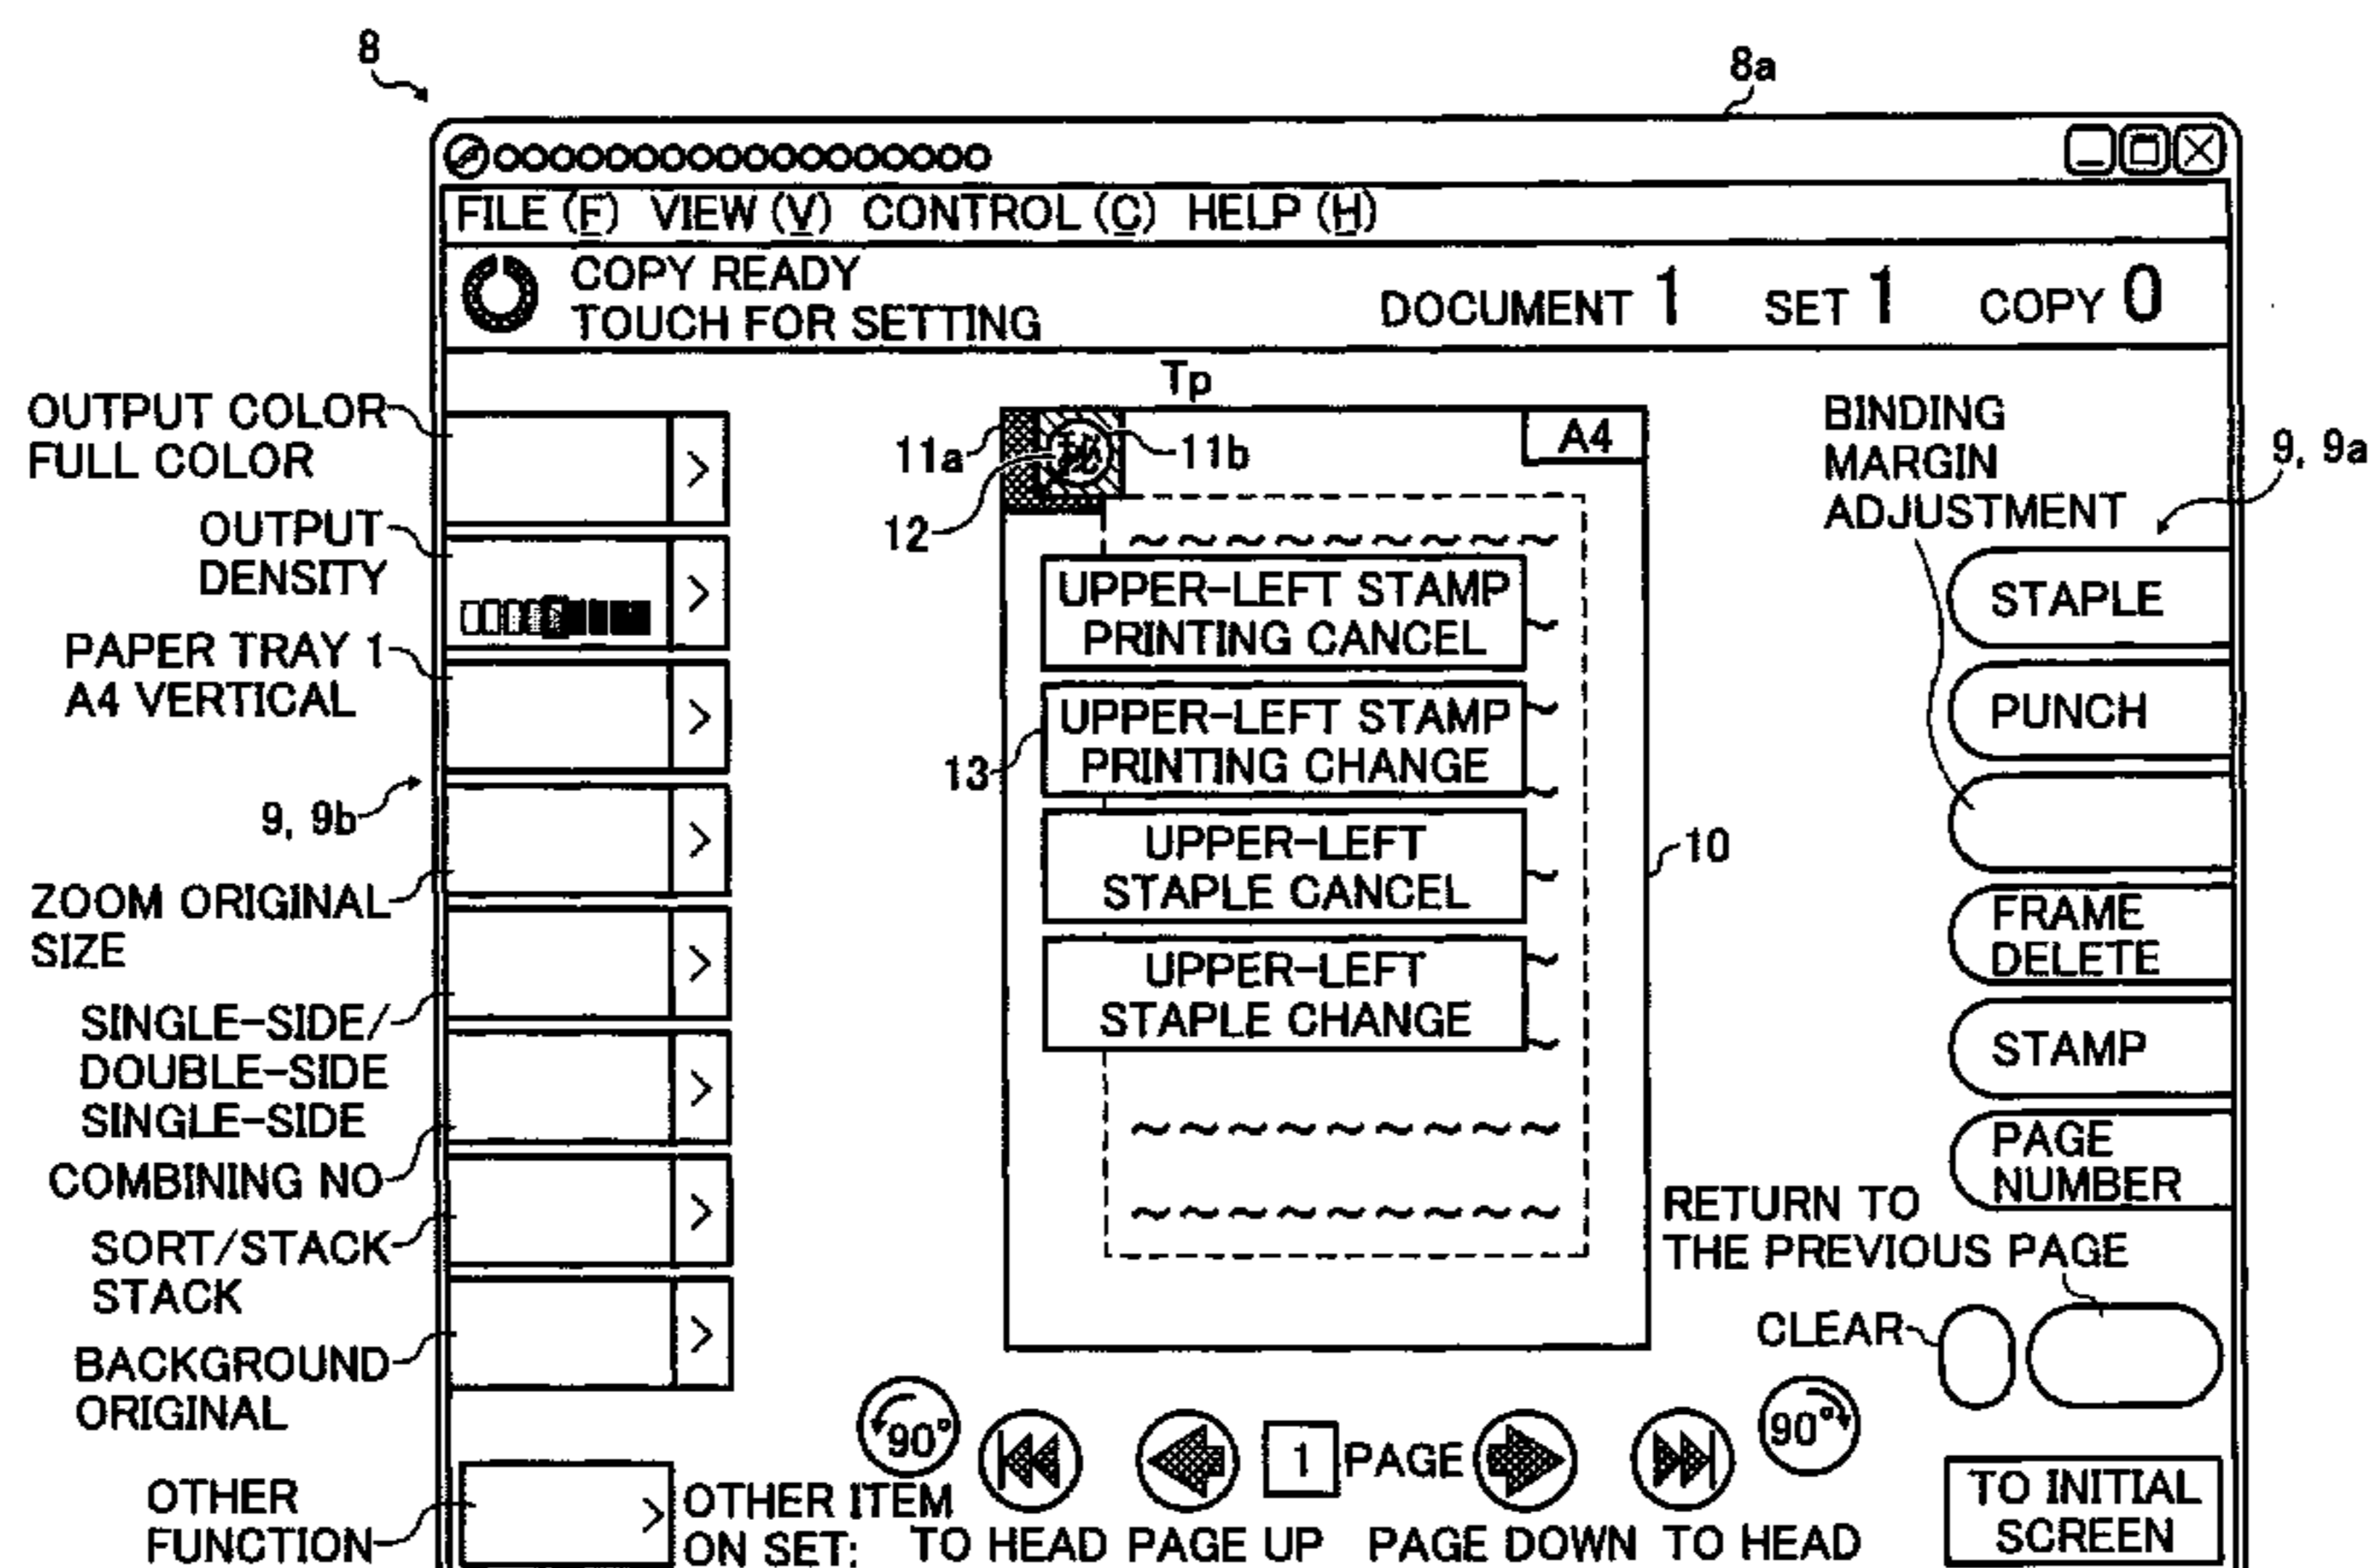 8
8a
FILE (F) VIEW (V) CONTROL (C) HELP (H)
COPY READY
TOUCH FOR SETTING
DOCUMENT 1 SET 1 COPY 0
OUTPUT COLOR
FULL COLOR
OUTPUT
DENSITY
PAPER TRAY 1
A4 VERTICAL
9, 9b
ZOOM ORIGINAL
SIZE
SINGLE-SIDE/
DOUBLE-SIDE
SINGLE-SIDE
COMBINING NO
SORT/STACK
STACK
BACKGROUND
ORIGINAL
OTHER
FUNCTION
Tp
11a
11b
12
秘
A4
UPPER-LEFT STAMP
PRINTING CANCEL
UPPER-LEFT STAMP
PRINTING CHANGE
13
UPPER-LEFT
STAPLE CANCEL
UPPER-LEFT
STAPLE CHANGE
10
BINDING
MARGIN
ADJUSTMENT
9, 9a
STAPLE
PUNCH
FRAME
DELETE
STAMP
PAGE
NUMBER
RETURN TO
THE PREVIOUS PAGE
CLEAR
90°
1 PAGE
90°
OTHER ITEM
ON SET:
TO HEAD PAGE UP PAGE DOWN TO HEAD
TO INITIAL
SCREEN